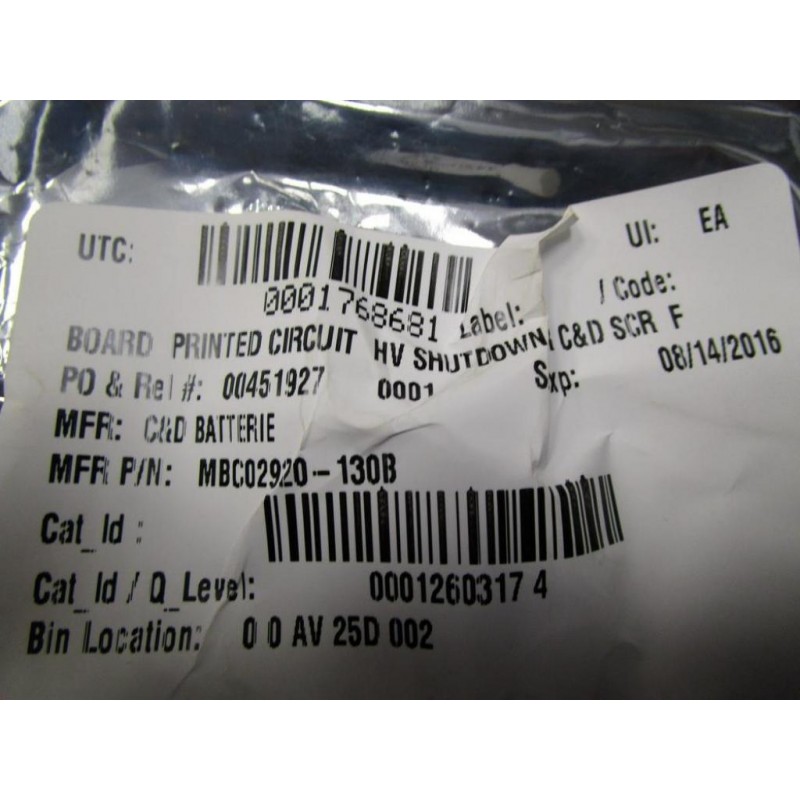 UTC:
UI: EA
0001768681 Label: / Code:
BOARD PRINTED CIRCUIT HV SHUTDOWN C&D SCR F
PO & Rel #: 00451927 0001 Sxp: 08/14/2016
MFR: C&D BATTERIE
MFR P/N: MBC02920-130B
Cat_Id :
Cat_Id / Q_Level: 0001260317 4
Bin Location: 0 0 AV 25D 002